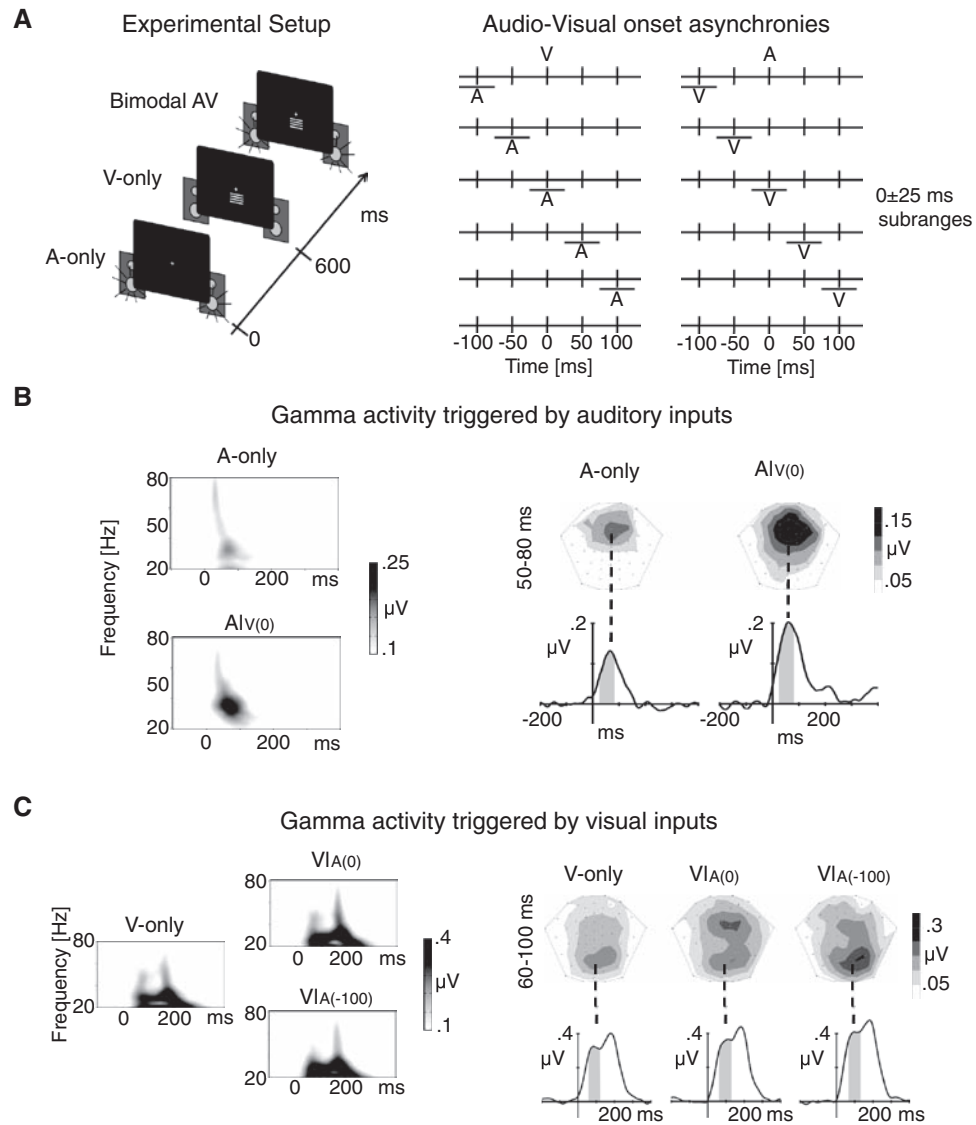 A
Experimental Setup
Bimodal AV
V-only
A-only
ms
600
0
Audio-Visual onset asynchronies
V
A
A
A
A
A
A
V
V
V
V
V
0±25 ms
subranges
-100 -50 0 50 100
Time [ms]
-100 -50 0 50 100
Time [ms]
B
Gamma activity triggered by auditory inputs
A-only
80
50
20
0 200 ms
Frequency [Hz]
AIV(0)
80
50
20
0 200 ms
.25
µV
.1
A-only
AIV(0)
50-80 ms
.15
µV
.05
.2
µV
-200
ms
.2
µV
-200 200
ms
C
Gamma activity triggered by visual inputs
V-only
Frequency [Hz]
80
20
0 200 ms
VIA(0)
80
20
VIA(-100)
80
20
0 200 ms
.4
µV
.1
V-only
VIA(0)
VIA(-100)
60-100 ms
.3
µV
.05
.4
µV
200 ms
.4
µV
200 ms
.4
µV
200 ms